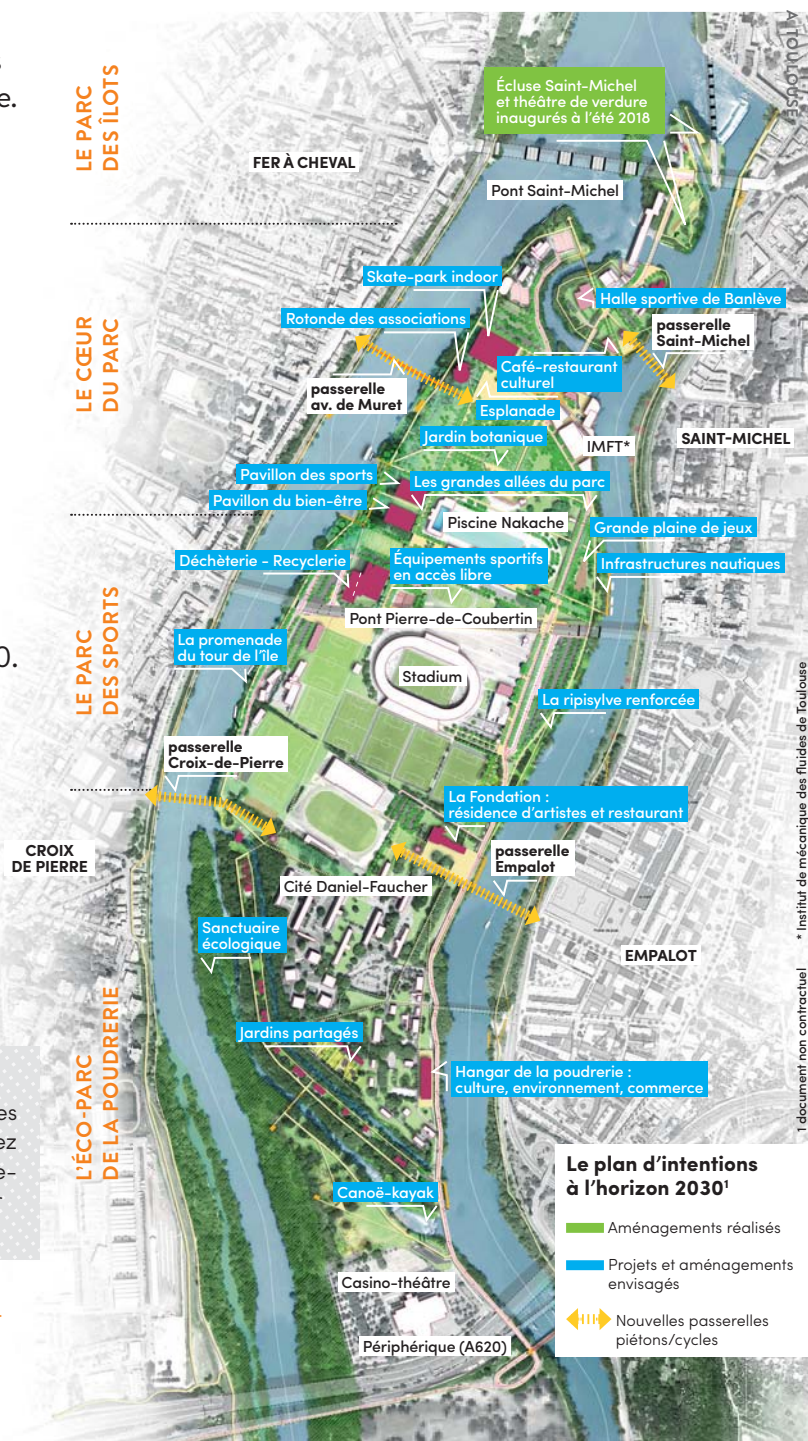 À TOULOUSE
e.
LE PARC
DES ÎLOTS
Écluse Saint-Michel
et théâtre de verdure
inaugurés à l'été 2018
FER À CHEVAL
Pont Saint-Michel
LE CŒUR
DU PARC
Skate-park indoor
Halle sportive de Banlève
Rotonde des associations
passerelle
Saint-Michel
passerelle
av. de Muret
Café-restaurant
culturel
Esplanade
Jardin botanique
IMFT*
SAINT-MICHEL
Pavillon des sports
Les grandes allées du parc
Pavillon du bien-être
Piscine Nakache
Grande plaine de jeux
LE PARC
DES SPORTS
Déchèterie - Recyclerie
Équipements sportifs
en accès libre
Infrastructures nautiques
Pont Pierre-de-Coubertin
La promenade
du tour de l'île
0.
Stadium
La ripisylve renforcée
passerelle
Croix-de-Pierre
La Fondation :
résidence d'artistes et restaurant
CROIX
DE PIERRE
passerelle
Empalot
Cité Daniel-Faucher
Sanctuaire
écologique
EMPALOT
L'ÉCO-PARC
DE LA POUDRERIE
Jardins partagés
Hangar de la poudrerie :
culture, environnement, commerce
es
ez
e-
r
Canoë-kayak
Casino-théâtre
Périphérique (A620)
Le plan d'intentions
à l'horizon 2030¹
Aménagements réalisés
Projets et aménagements
envisagés
Nouvelles passerelles
piétons/cycles
1 document non contractuel
* Institut de mécanique des fluides de Toulouse